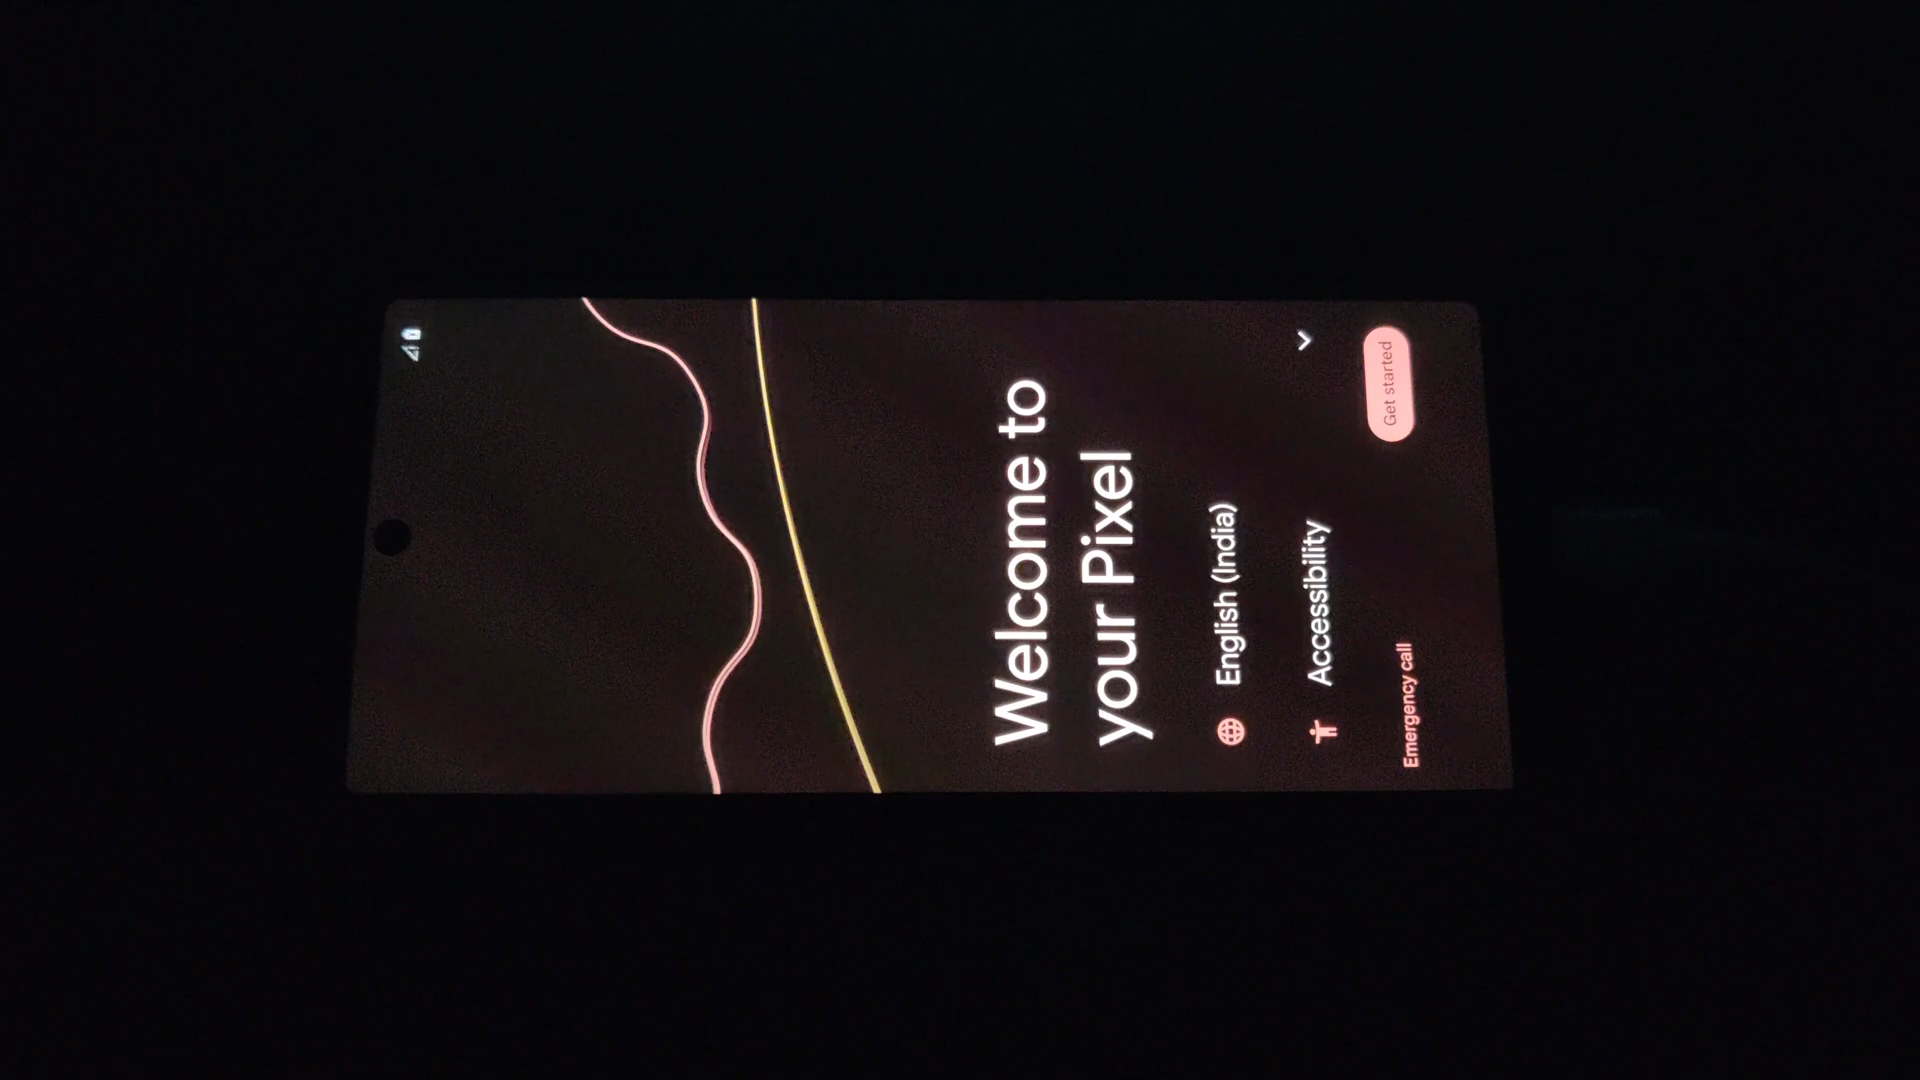 Welcome to
your Pixel
English (India)
Accessibility
Emergency call
Get started